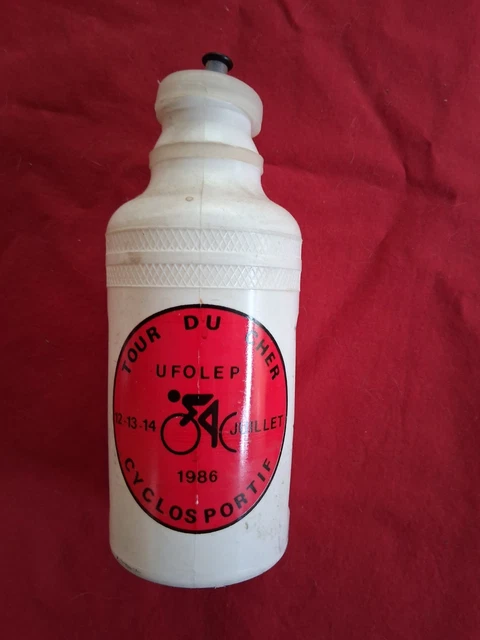 TOUR DU CHER
UFOLEP
12-13-14 JUILLET
1986
CYCLOSPORTIF